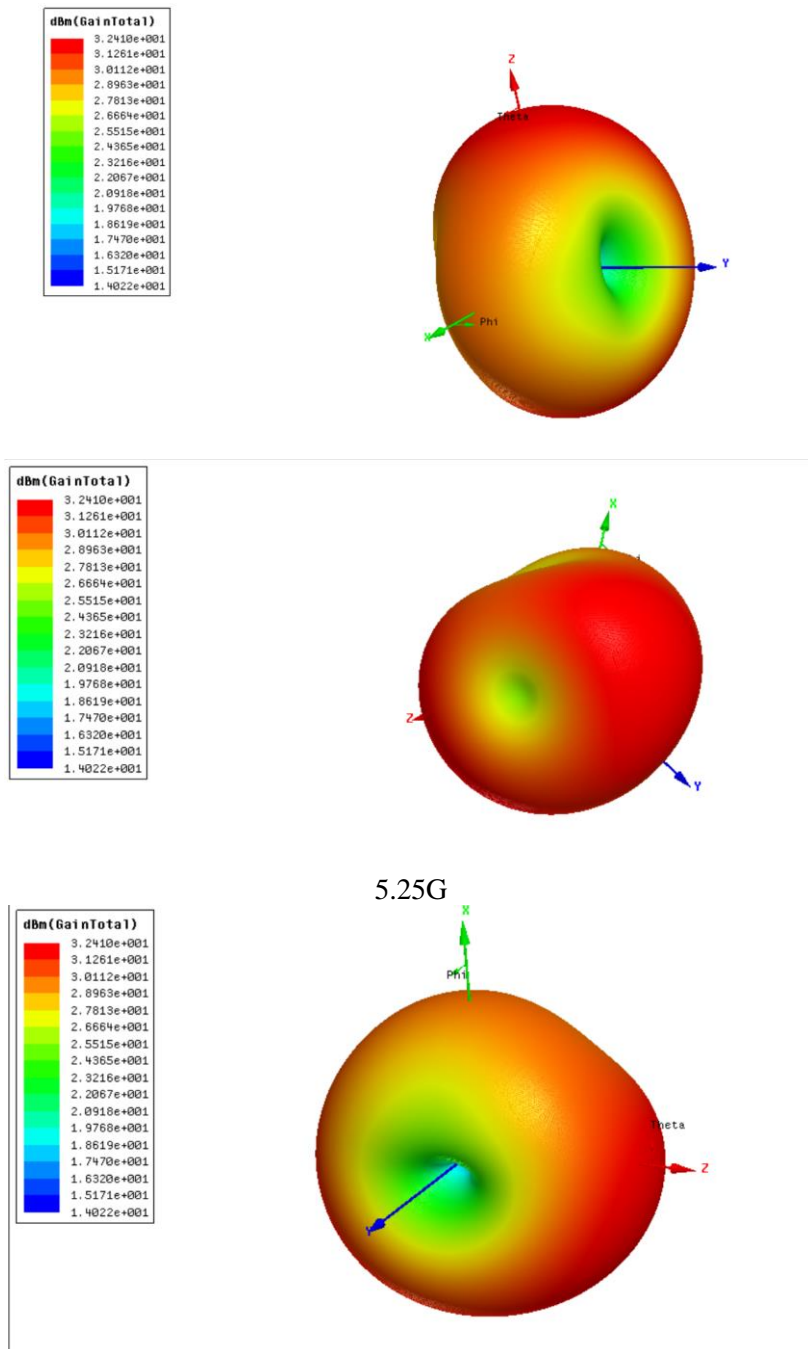 dBm(GainTotal)
3.2410e+001
3.1261e+001
3.0112e+001
2.8963e+001
2.7813e+001
2.6664e+001
2.5515e+001
2.4365e+001
2.3216e+001
2.2067e+001
2.0918e+001
1.9768e+001
1.8619e+001
1.7470e+001
1.6320e+001
1.5171e+001
1.4022e+001
Z
Theta
Y
Phi
X
dBm(GainTotal)
3.2410e+001
3.1261e+001
3.0112e+001
2.8963e+001
2.7813e+001
2.6664e+001
2.5515e+001
2.4365e+001
2.3216e+001
2.2067e+001
2.0918e+001
1.9768e+001
1.8619e+001
1.7470e+001
1.6320e+001
1.5171e+001
1.4022e+001
X
Z
Y
5.25G
dBm(GainTotal)
3.2410e+001
3.1261e+001
3.0112e+001
2.8963e+001
2.7813e+001
2.6664e+001
2.5515e+001
2.4365e+001
2.3216e+001
2.2067e+001
2.0918e+001
1.9768e+001
1.8619e+001
1.7470e+001
1.6320e+001
1.5171e+001
1.4022e+001
X
Phi
Theta
Z
Y